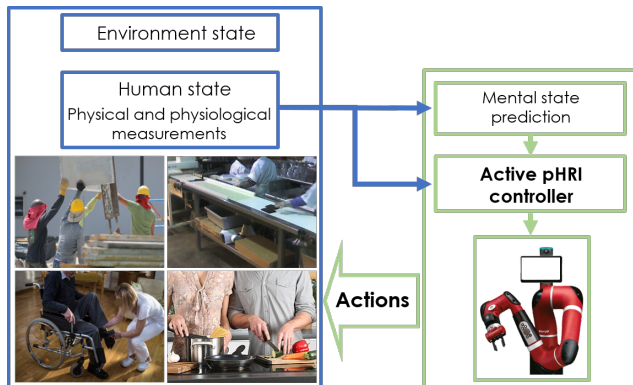 Environment state
Human state
Physical and physiological
measurements
Mental state
prediction
Active pHRI
controller
Actions